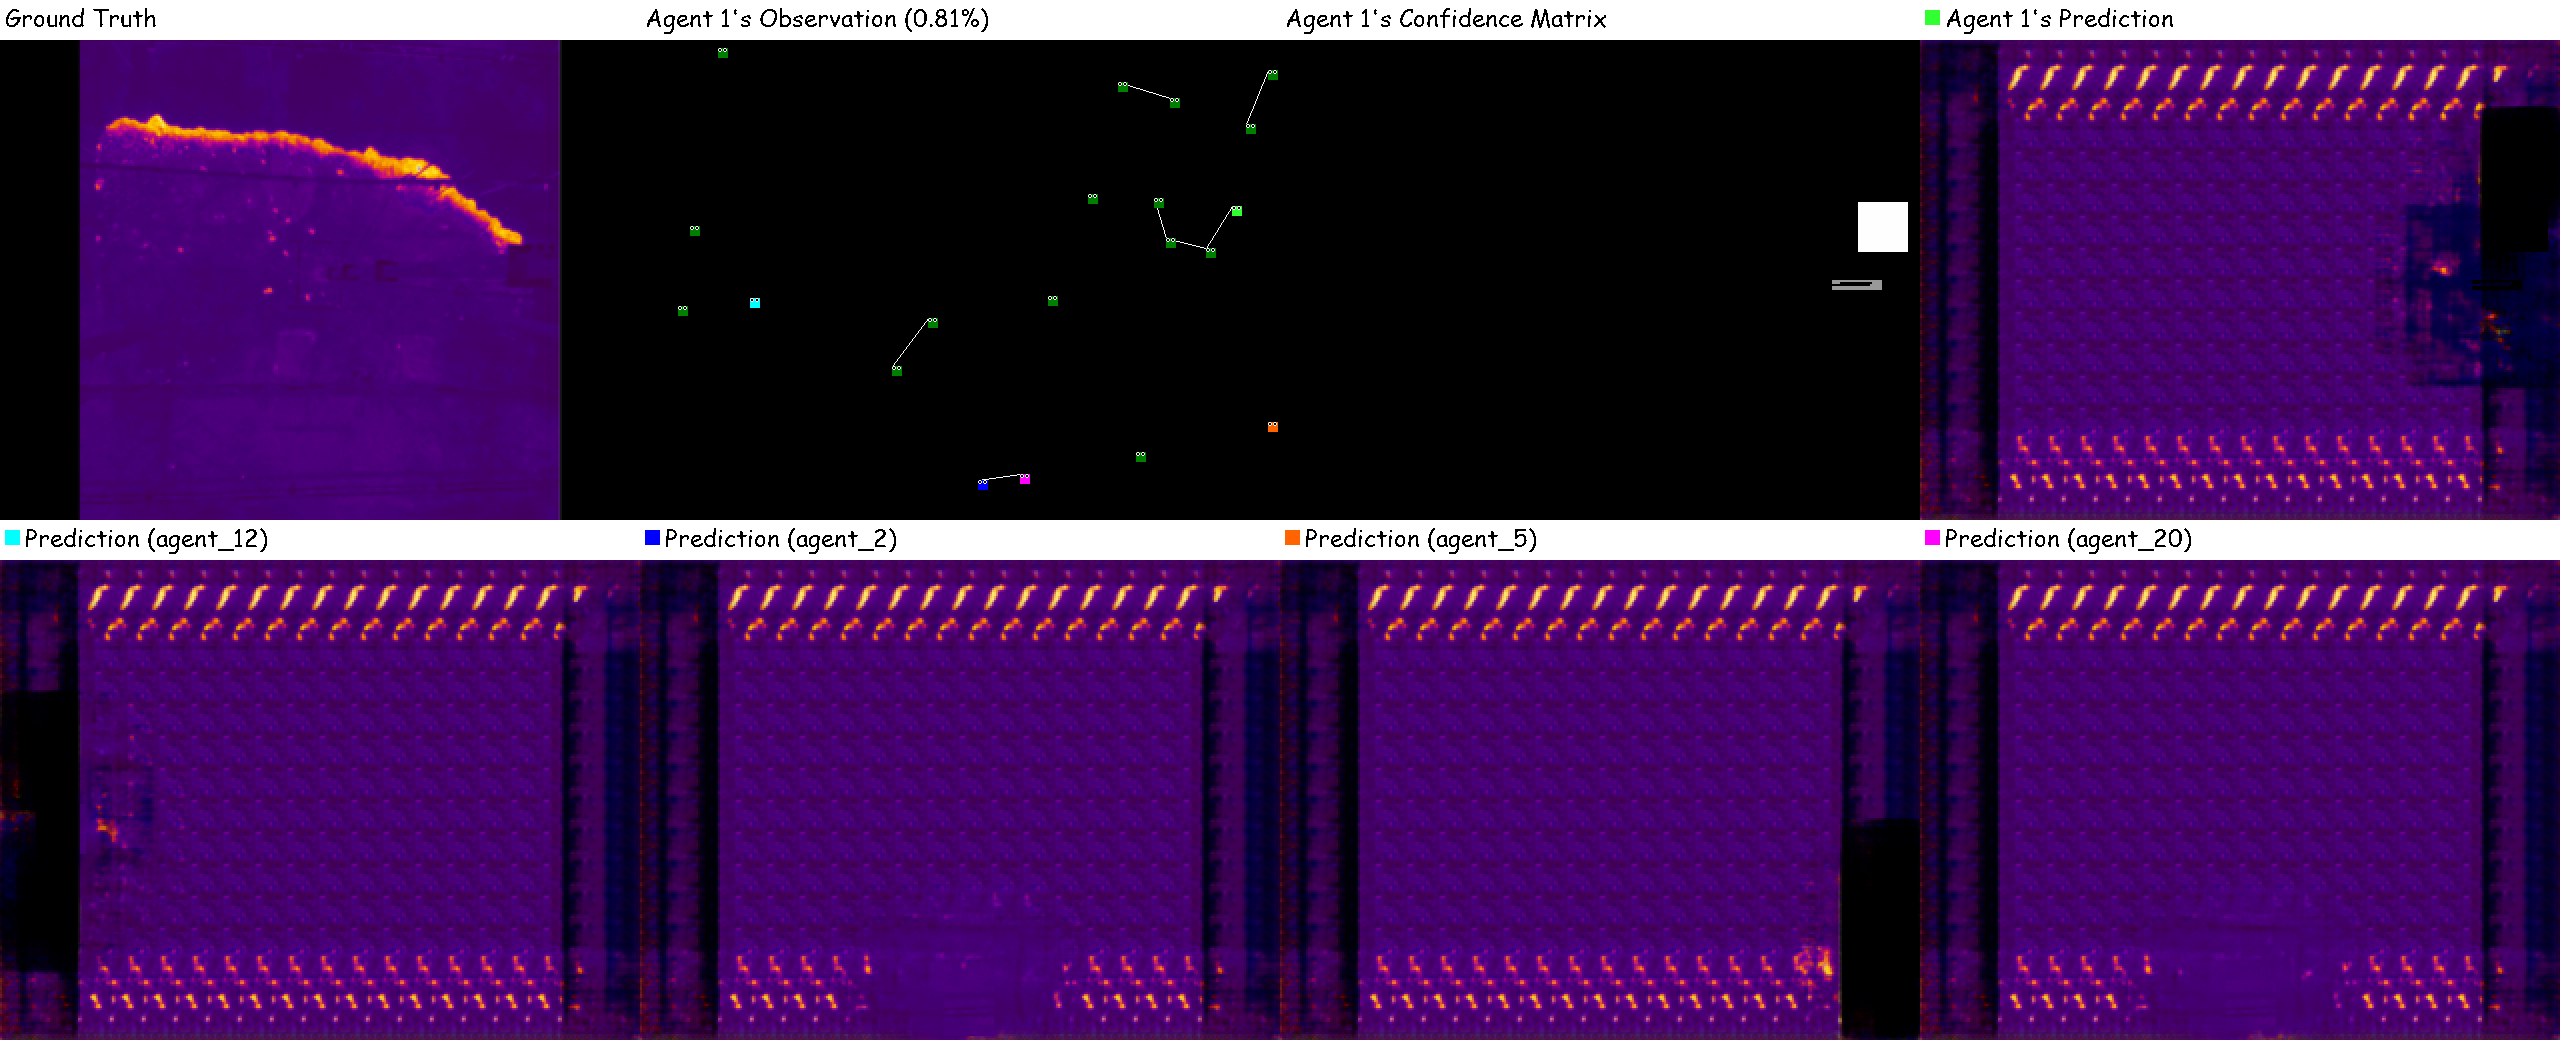 Ground Truth
Agent 1's Observation (0.81%)
Agent 1's Confidence Matrix
Agent 1's Prediction
Prediction (agent_12)
Prediction (agent_2)
Prediction (agent_5)
Prediction (agent_20)